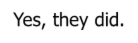 Yes, they did.